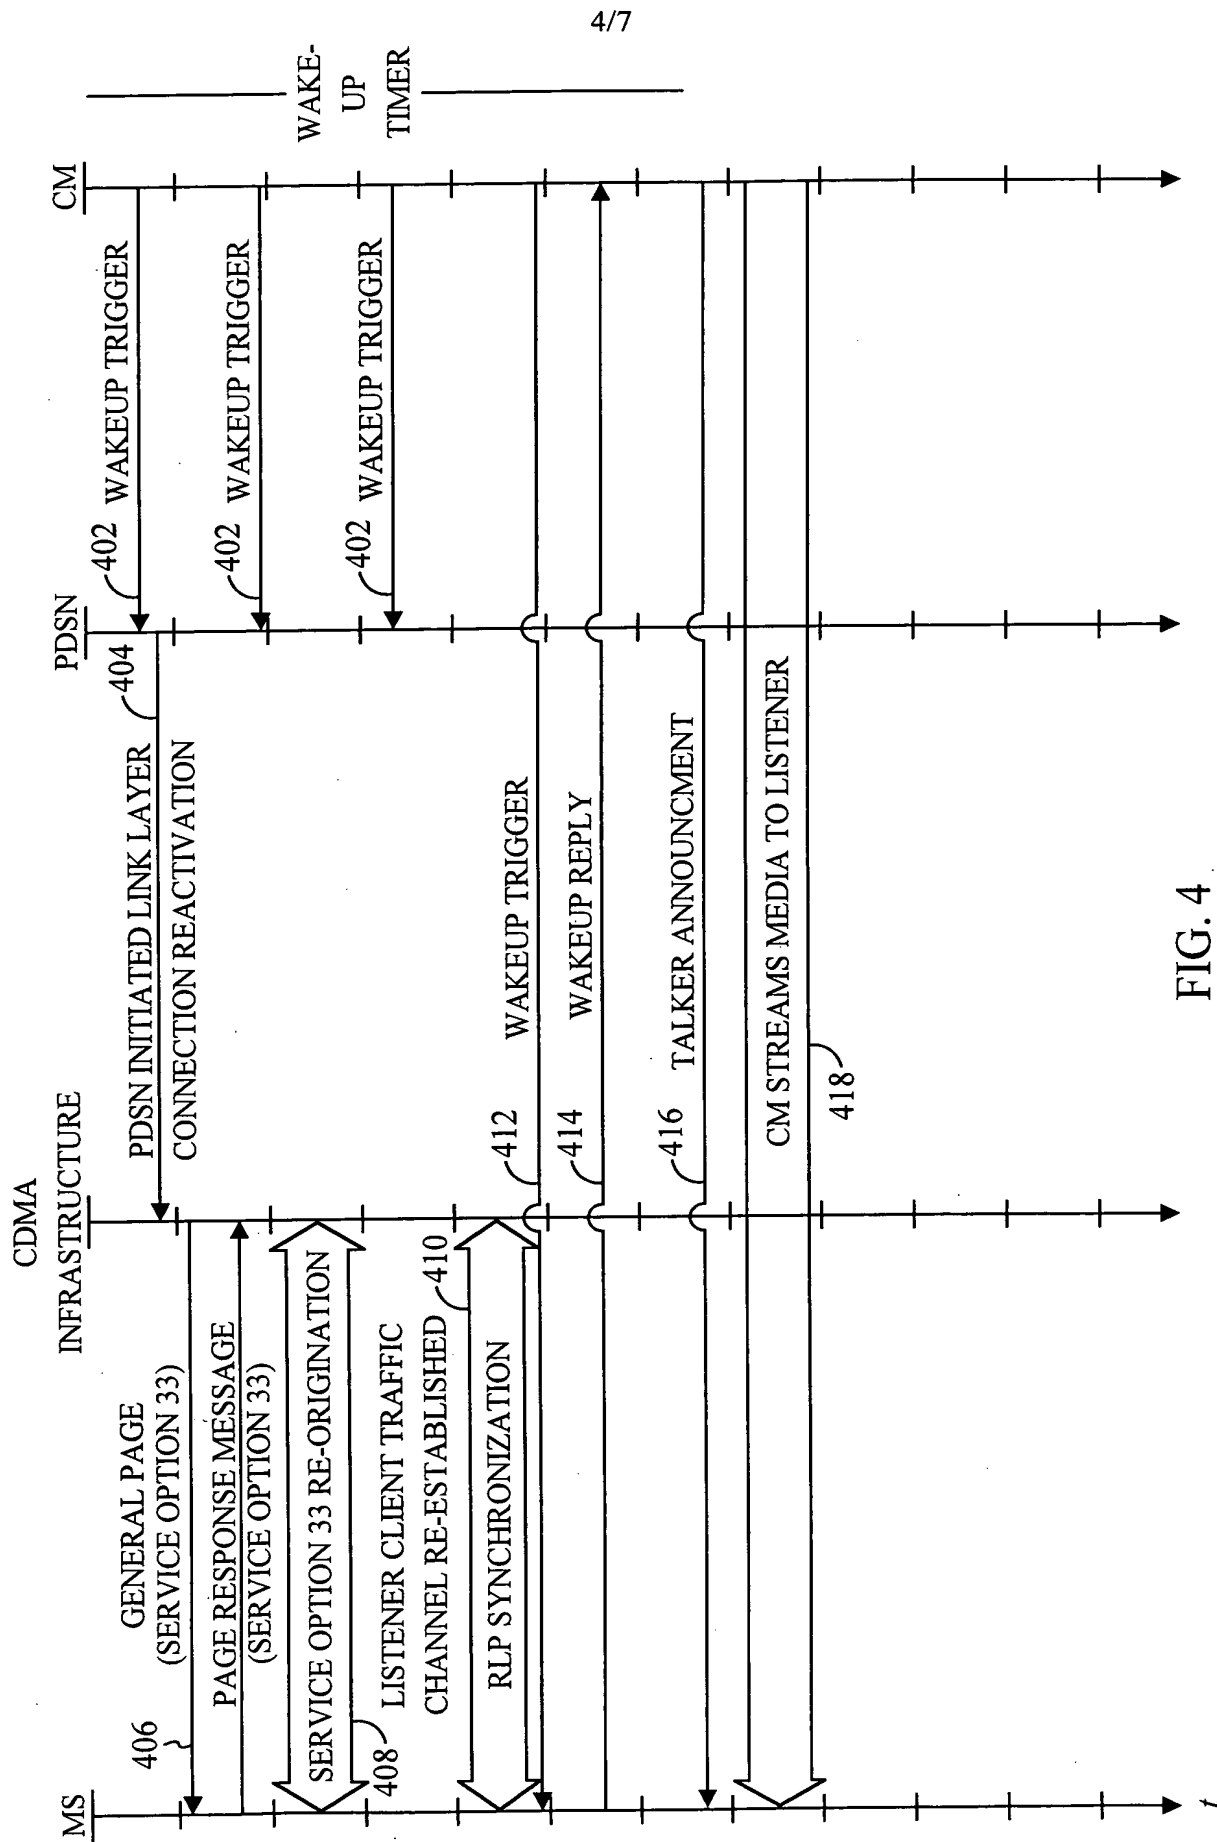 4/7
MS
CDMA
INFRASTRUCTURE
PDSN
CM
WAKE-
UP
TIMER
402
WAKEUP TRIGGER
404
PDSN INITIATED LINK LAYER
CONNECTION REACTIVATION
406
GENERAL PAGE
(SERVICE OPTION 33)
PAGE RESPONSE MESSAGE
(SERVICE OPTION 33)
402
WAKEUP TRIGGER
SERVICE OPTION 33 RE-ORIGINATION
408
402
WAKEUP TRIGGER
LISTENER CLIENT TRAFFIC
CHANNEL RE-ESTABLISHED
410
RLP SYNCHRONIZATION
412
WAKEUP TRIGGER
414
WAKEUP REPLY
416
TALKER ANNOUNCMENT
CM STREAMS MEDIA TO LISTENER
418
t
FIG. 4